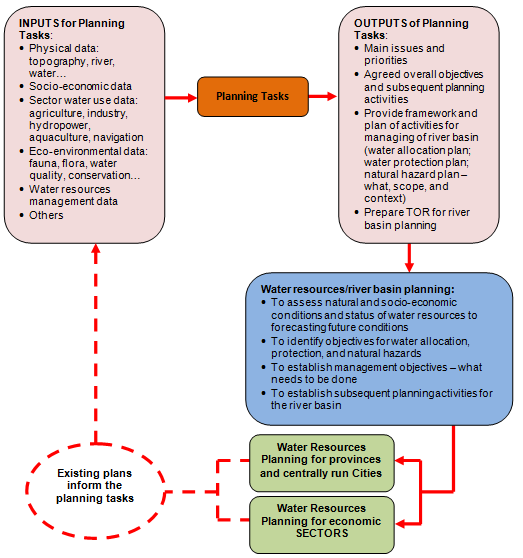 INPUTS for Planning
Tasks:
• Physical data:
topography, river,
water…
• Socio-economic data
• Sector water use data:
agriculture, industry,
hydropower,
aquaculture, navigation
• Eco-environmental data:
fauna, flora, water
quality, conservation…
• Water resources
management data
• Others
Planning Tasks
OUTPUTS of Planning
Tasks:
• Main issues and
priorities
• Agreed overall objectives
and subsequent planning
activities
• Provide framework and
plan of activities for
managing of river basin
(water allocation plan;
water protection plan;
natural hazard plan –
what, scope, and
context)
• Prepare TOR for river
basin planning
Water resources/river basin planning:
• To assess natural and socio-economic
conditions and status of water resources to
forecasting future conditions
• To identify objectives for water allocation,
protection, and natural hazards
• To establish management objectives – what
needs to be done
• To establish subsequent planning activities for
the river basin
Water Resources
Planning for provinces
and centrally run Cities
Water Resources
Planning for economic
SECTORS
Existing plans
inform the
planning tasks